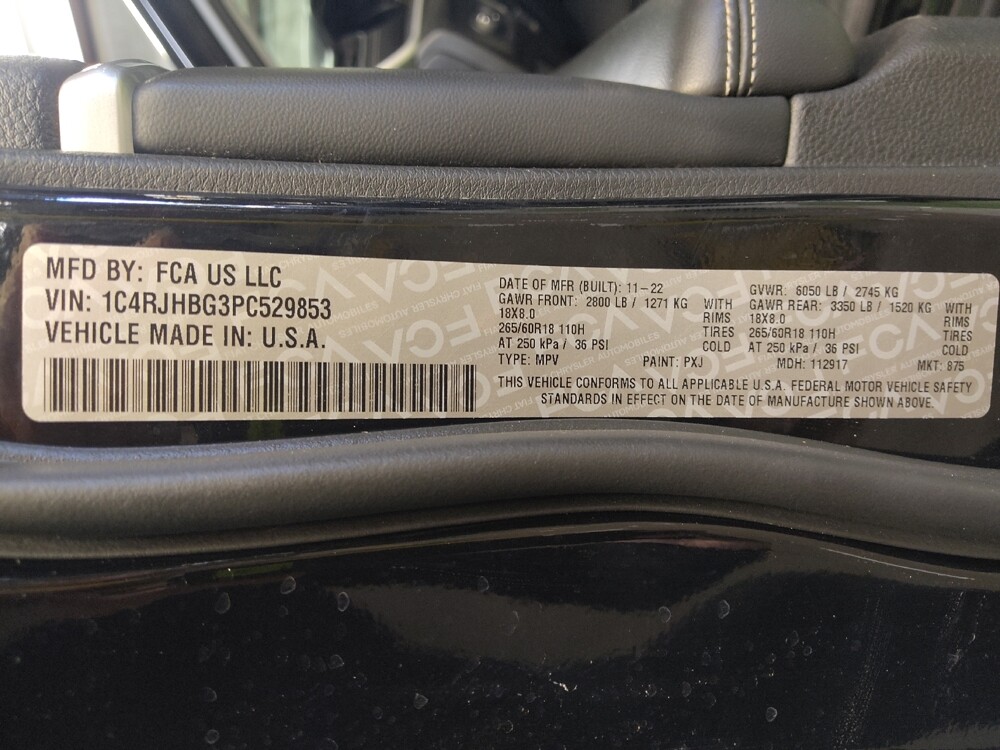 MFD BY: FCA US LLC
VIN: 1C4RJHBG3PC529853
VEHICLE MADE IN: U.S.A.
DATE OF MFR (BUILT): 11-22 GVWR: 6050 LB / 2745 KG
GAWR FRONT: 2800 LB / 1271 KG WITH GAWR REAR: 3350 LB / 1520 KG WITH
18X8.0 RIMS 18X8.0 RIMS
265/60R18 110H TIRES 265/60R18 110H TIRES
AT 250 kPa / 36 PSI COLD AT 250 kPa / 36 PSI COLD
TYPE: MPV PAINT: PXJ MDH: 112917 MKT: 875
THIS VEHICLE CONFORMS TO ALL APPLICABLE U.S.A. FEDERAL MOTOR VEHICLE SAFETY
STANDARDS IN EFFECT ON THE DATE OF MANUFACTURE SHOWN ABOVE.